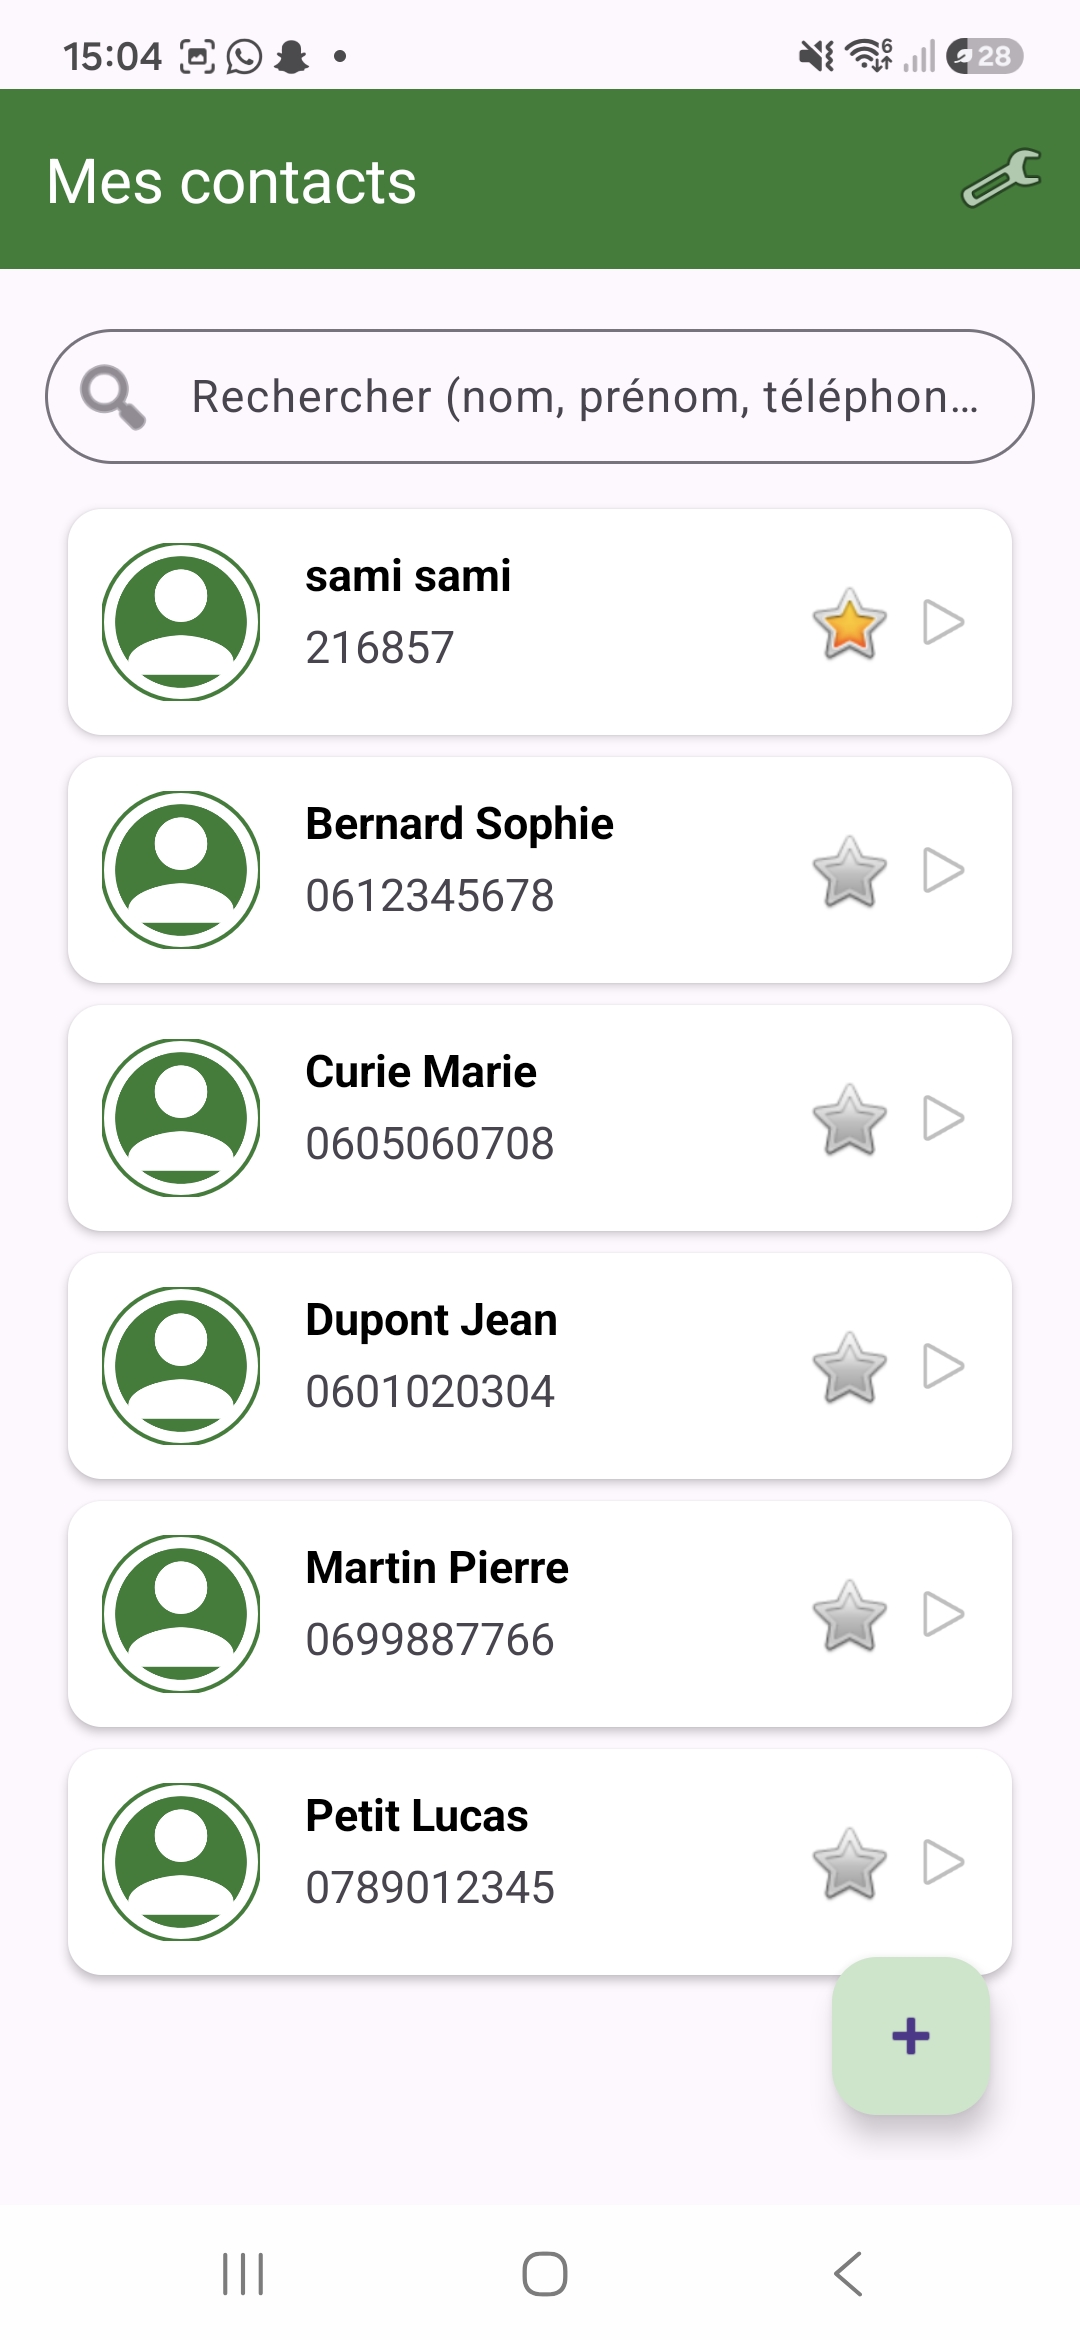 15:04
6
28
Mes contacts
Rechercher (nom, prénom, téléphon…
sami sami
216857
Bernard Sophie
0612345678
Curie Marie
0605060708
Dupont Jean
0601020304
Martin Pierre
0699887766
Petit Lucas
0789012345
+